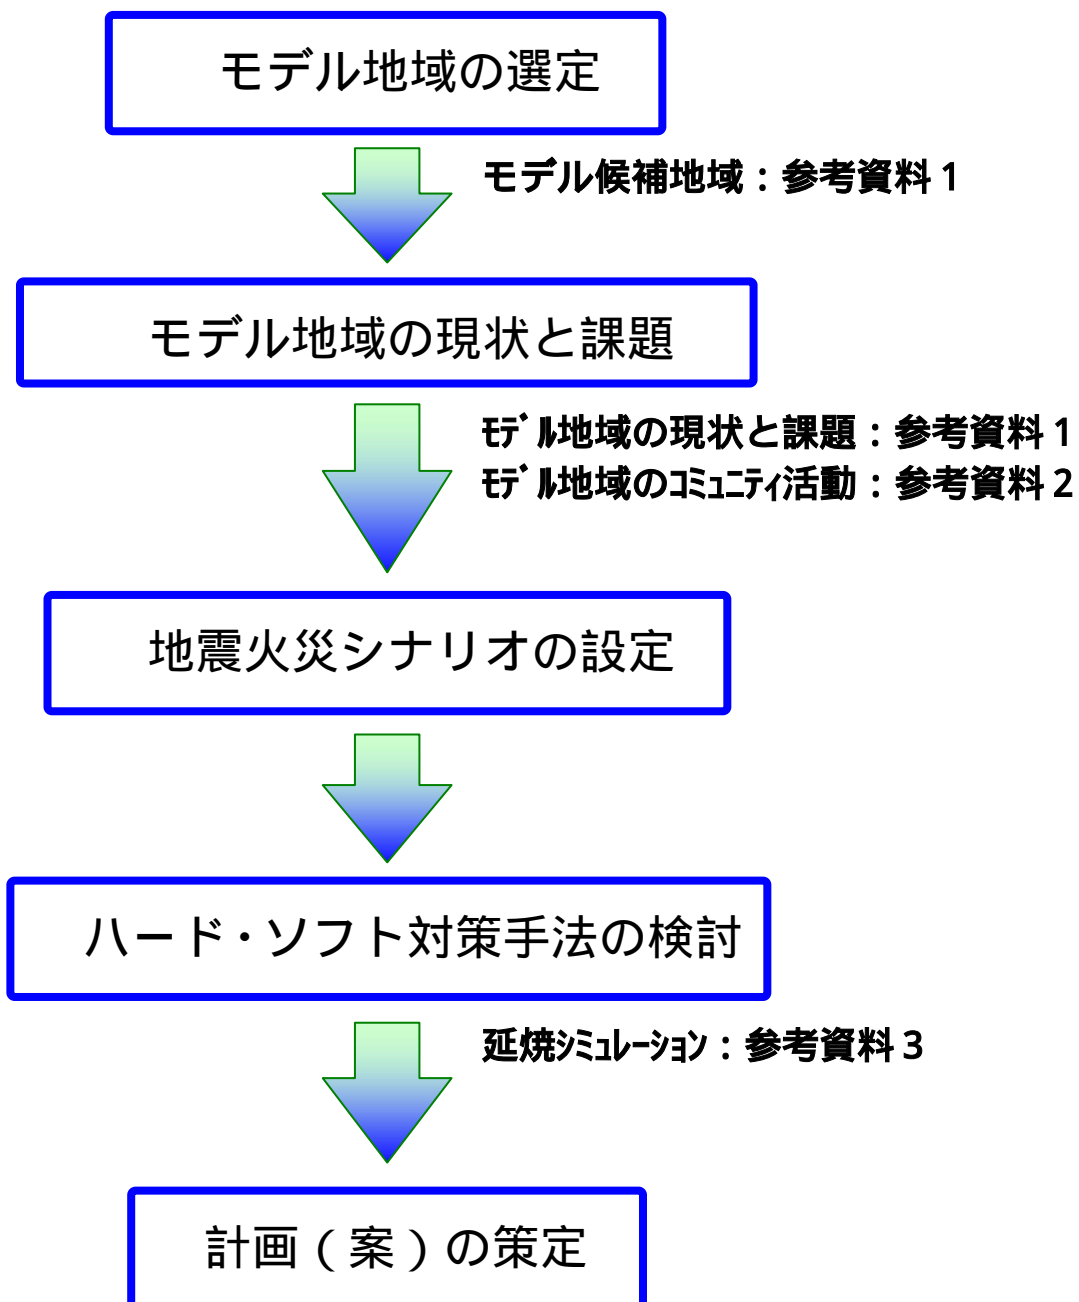 モデル地域の選定
モデル候補地域：参考資料1
モデル地域の現状と課題
ﾓﾃﾞﾙ地域の現状と課題：参考資料1
ﾓﾃﾞﾙ地域のｺﾐｭﾆﾃｨ活動：参考資料2
地震火災シナリオの設定
ハード・ソフト対策手法の検討
延焼ｼﾐｭﾚｰｼｮﾝ：参考資料3
計画（案）の策定